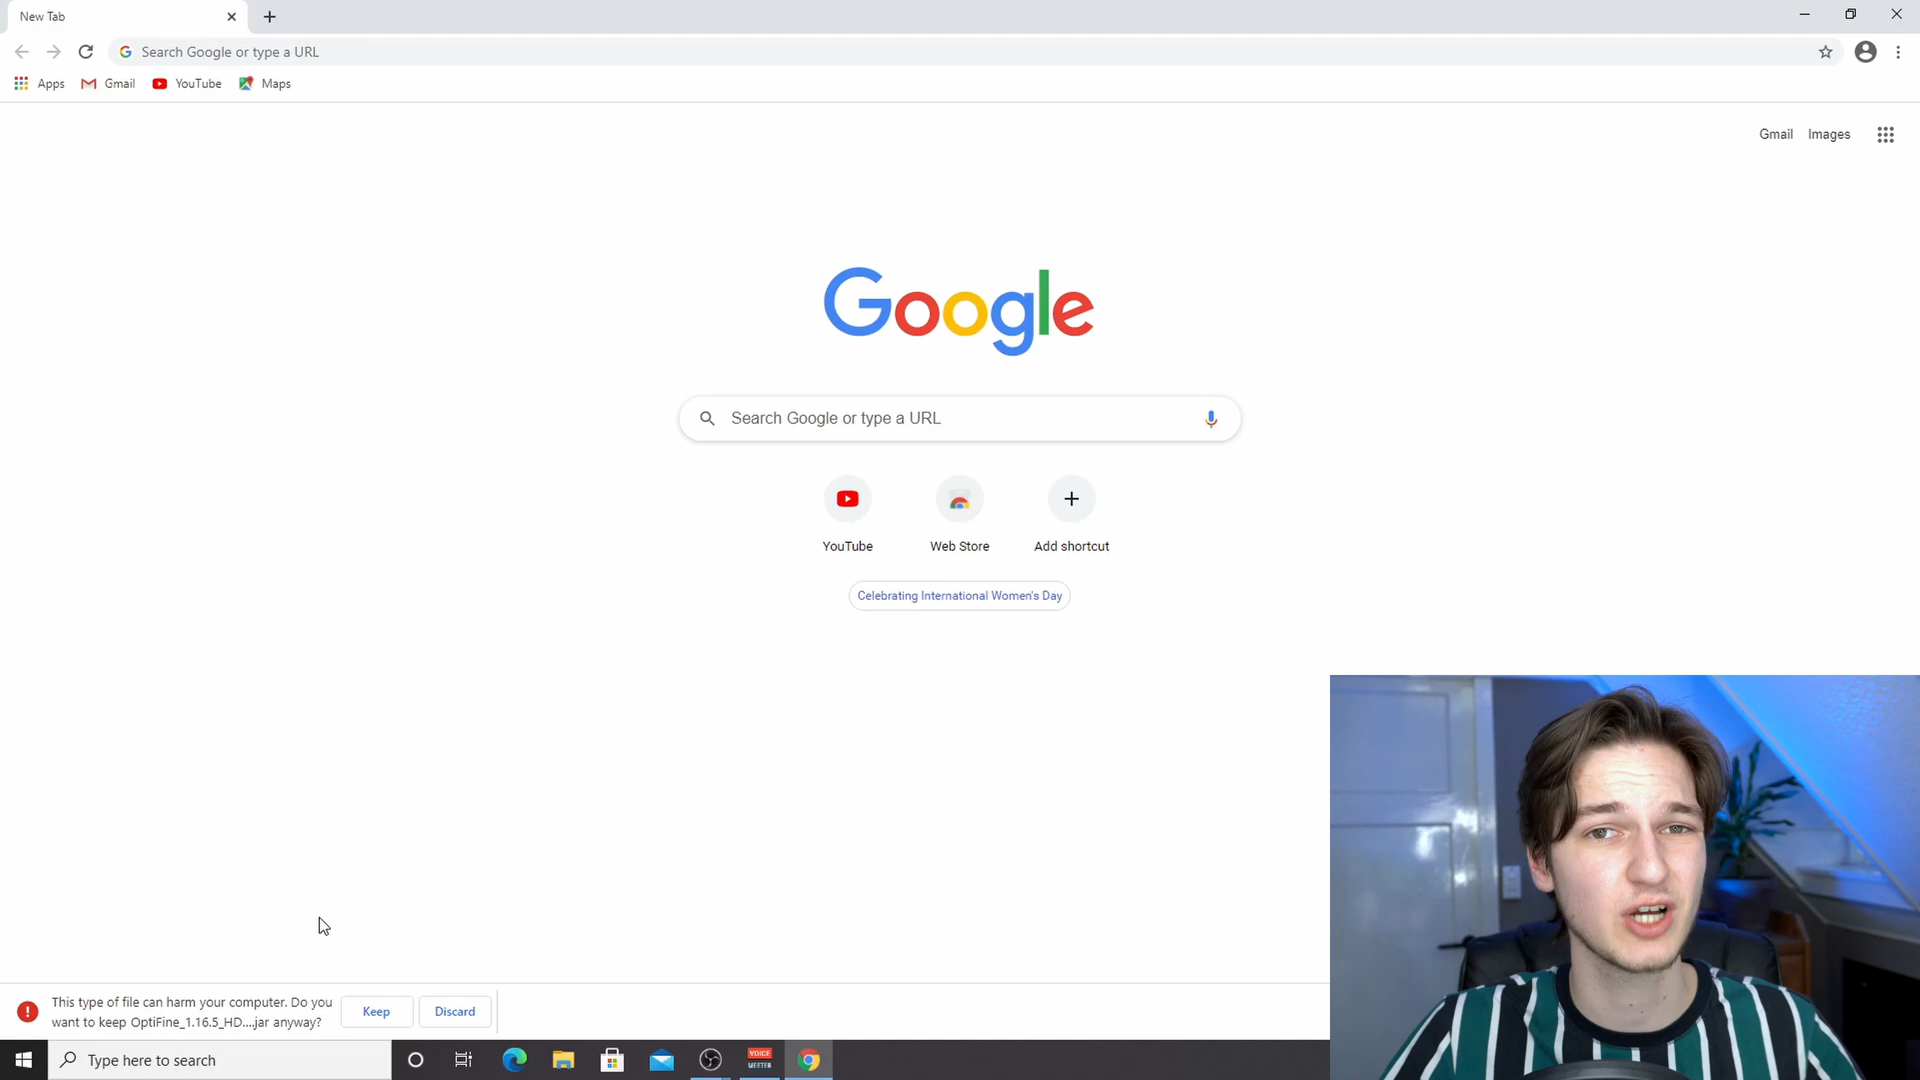 New Tab
Search Google or type a URL
Apps
Gmail
YouTube
Maps
Gmail
Images
Google
Search Google or type a URL
YouTube
Web Store
Add shortcut
Celebrating International Women's Day
This type of file can harm your computer. Do you
want to keep OptiFine_1.16.5_HD....jar anyway?
Keep
Discard
Type here to search
VOICE
MEETER